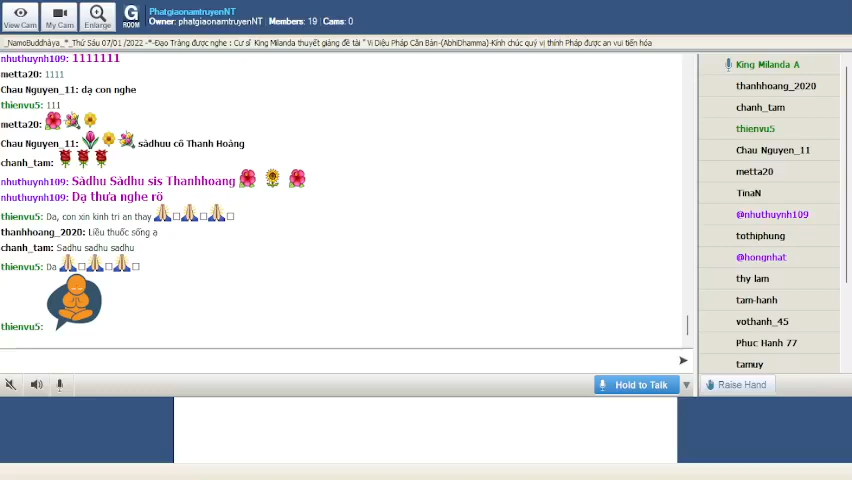 PhatgiaonamtruyenNT
Owner: phatgiaonamtruyenNT Members: 19 Cams: 0
View Cam
My Cam
Enlarge
G ROOM
_NamoBuddhàya_*_Thứ Sáu 07/01 /2022 -*-Đạo Tràng được nghe : Cư sĩ King Milanda thuyết giảng đề tài " Vi Diệu Pháp Căn Bản-(AbhiDhamma)-Kính chúc quý vị thính Pháp được an vui tiến hóa
nhuthuynh109: 1111111
metta20: 1111
Chau Nguyen_11: dạ con nghe
thienvu5: 111
metta20:
Chau Nguyen_11: sàdhuu cô Thanh Hoàng
chanh_tam:
nhuthuynh109: Sàdhu Sàdhu sis Thanhhoang
nhuthuynh109: Dạ thưa nghe rõ
thienvu5: Da, con xin kinh tri an thay
thanhhoang_2020: Liều thuốc sống ạ
chanh_tam: Sadhu sadhu sadhu
thienvu5: Da
thienvu5:
King Milanda A
thanhhoang_2020
chanh_tam
thienvu5
Chau Nguyen_11
metta20
TinaN
@nhuthuynh109
tothiphung
@hongnhat
thy lam
tam-hanh
vothanh_45
Phuc Hanh 77
tamuy
Hold to Talk
Raise Hand